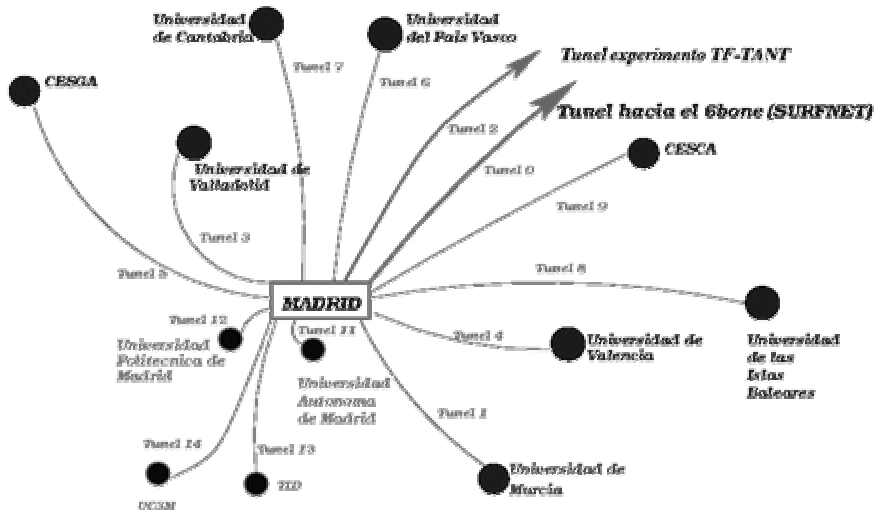 Universidad
de Cantabria
Universidad
del Pais Vasco
Tunel experimento TF-TANT
Tunel 7
Tunel 6
CESGA
Tunel hacia el 6bone (SURFNET)
Tunel 2
CESCA
Universidad de
Valladolid
Tunel 0
Tunel 9
Tunel 3
Tunel 5
Tunel 8
MADRID
Tunel 12
Tunel 11
Tunel 4
Universidad
Politecnica de
Madrid
Universidad de
Valencia
Universidad
de las
Islas
Baleares
Universidad
Autonoma
de Madrid
Tunel 1
Tunel 14
Tunel 13
Universidad de
Murcia
TID